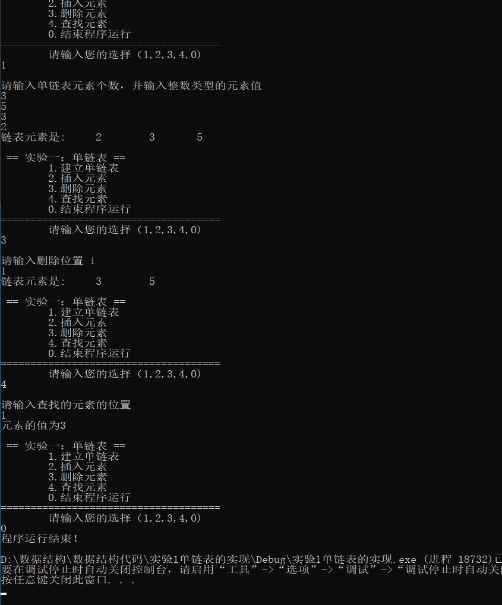 2.插入元素
3.删除元素
4.查找元素
0.结束程序运行
=====================================
请输入您的选择 (1,2,3,4,0)
1
请输入单链表元素个数，并输入整数类型的元素值
3
5
3
2
链表元素是: 2 3 5
== 实验一：单链表 ==
1.建立单链表
2.插入元素
3.删除元素
4.查找元素
0.结束程序运行
=====================================
请输入您的选择 (1,2,3,4,0)
3
请输入删除位置 i
1
链表元素是: 3 5
== 实验一：单链表 ==
1.建立单链表
2.插入元素
3.删除元素
4.查找元素
0.结束程序运行
=====================================
请输入您的选择 (1,2,3,4,0)
4
请输入查找的元素的位置
1
元素的值为3
== 实验一：单链表 ==
1.建立单链表
2.插入元素
3.删除元素
4.查找元素
0.结束程序运行
=====================================
请输入您的选择 (1,2,3,4,0)
0
程序运行结束!
D:\数据结构\数据结构代码\实验1单链表的实现\Debug\实验1单链表的实现.exe (进程 18732)已
要在调试停止时自动关闭控制台，请启用“工具”->“选项”->“调试”->“调试停止时自动关
按任意键关闭此窗口. . .